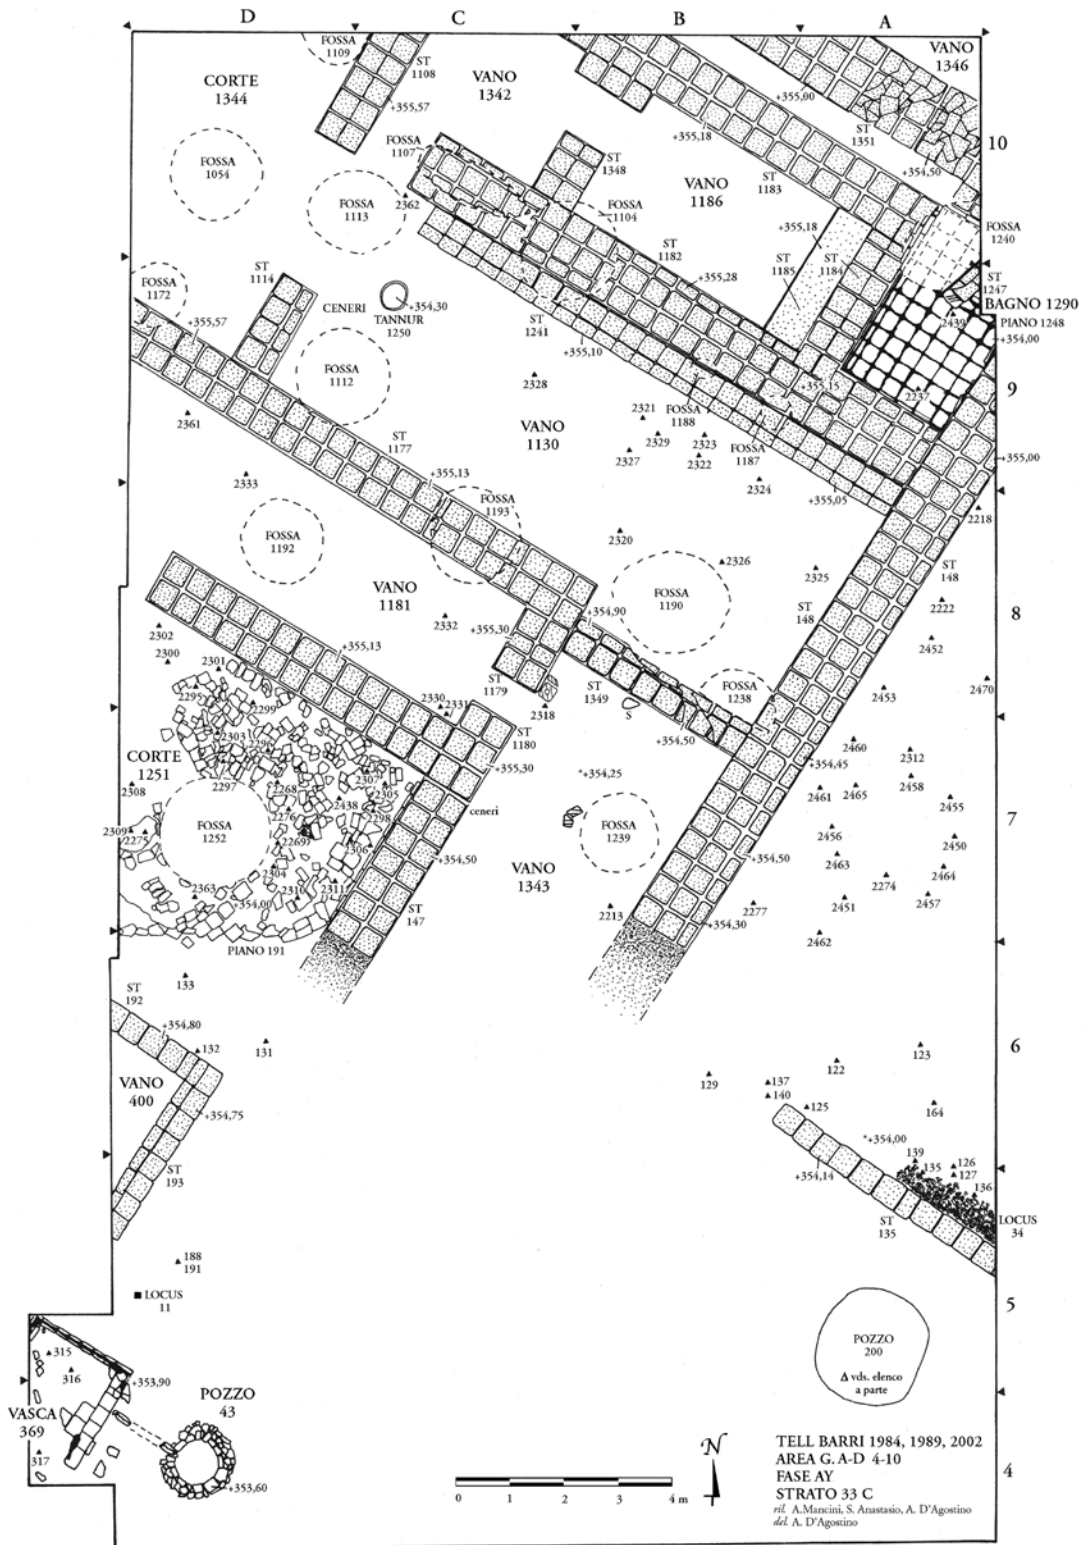 D
C
B
A
FOSSA
1109
ST
1108
VANO
1346
CORTE
1344
VANO
1342
+355,57
+355,00
+355,18
ST
1351
10
FOSSA
1107
ST
1348
+354,50
FOSSA
1054
VANO
1186
ST
1183
FOSSA
1113
2362
FOSSA
1104
+355,18
FOSSA
1240
ST
1182
ST
1114
FOSSA
1172
CENERI
+354,30
TANNUR
1250
+355,28
ST
1185
ST
1184
ST
1247
BAGNO 1290
2439
PIANO 1248
+354,00
+355,57
ST
1241
+355,10
FOSSA
1112
2328
+355,15
2237
9
2361
2321
FOSSA
1188
VANO
1130
2329
2323
ST
1177
2327
2322
FOSSA
1187
+355,00
+355,13
2333
2324
+355,05
FOSSA
1193
2218
FOSSA
1192
2320
2326
2325
ST
148
VANO
1181
FOSSA
1190
2222
8
2332
+355,30
+354,90
ST
148
2302
2452
2300
+355,13
2301
ST
1179
FOSSA
1238
2470
2295
2299
2330
2331
2318
ST
1349
S
2453
2303
2296
ST
1180
+354,50
2460
2312
CORTE
1251
+355,30
+354,45
2308
2297
2268
2307
2305
*+354,25
2461
2465
2458
2455
2438
2298
ceneri
2309
2275
FOSSA
1252
2276
2269
2306
FOSSA
1239
2456
2450
7
2304
+354,50
VANO
1343
+354,50
2463
2464
2363
2310
2311
2274
+354,00
ST
147
2213
2277
2451
2457
+354,30
2462
PIANO 191
133
ST
192
+354,80
132
131
123
6
122
VANO
400
129
137
140
125
164
+354,75
*+354,00
139
135
126
127
+354,14
136
ST
193
ST
135
LOCUS
34
188
191
LOCUS
11
5
315
316
POZZO
200
Δ vds. elenco
a parte
+353,90
POZZO
43
VASCA
369
317
+353,60
N
0 1 2 3 4 m
4
TELL BARRI 1984, 1989, 2002
AREA G. A-D 4-10
FASE AY
STRATO 33 C
ril. A.Mancini, S. Anastasio, A. D'Agostino
del. A. D'Agostino